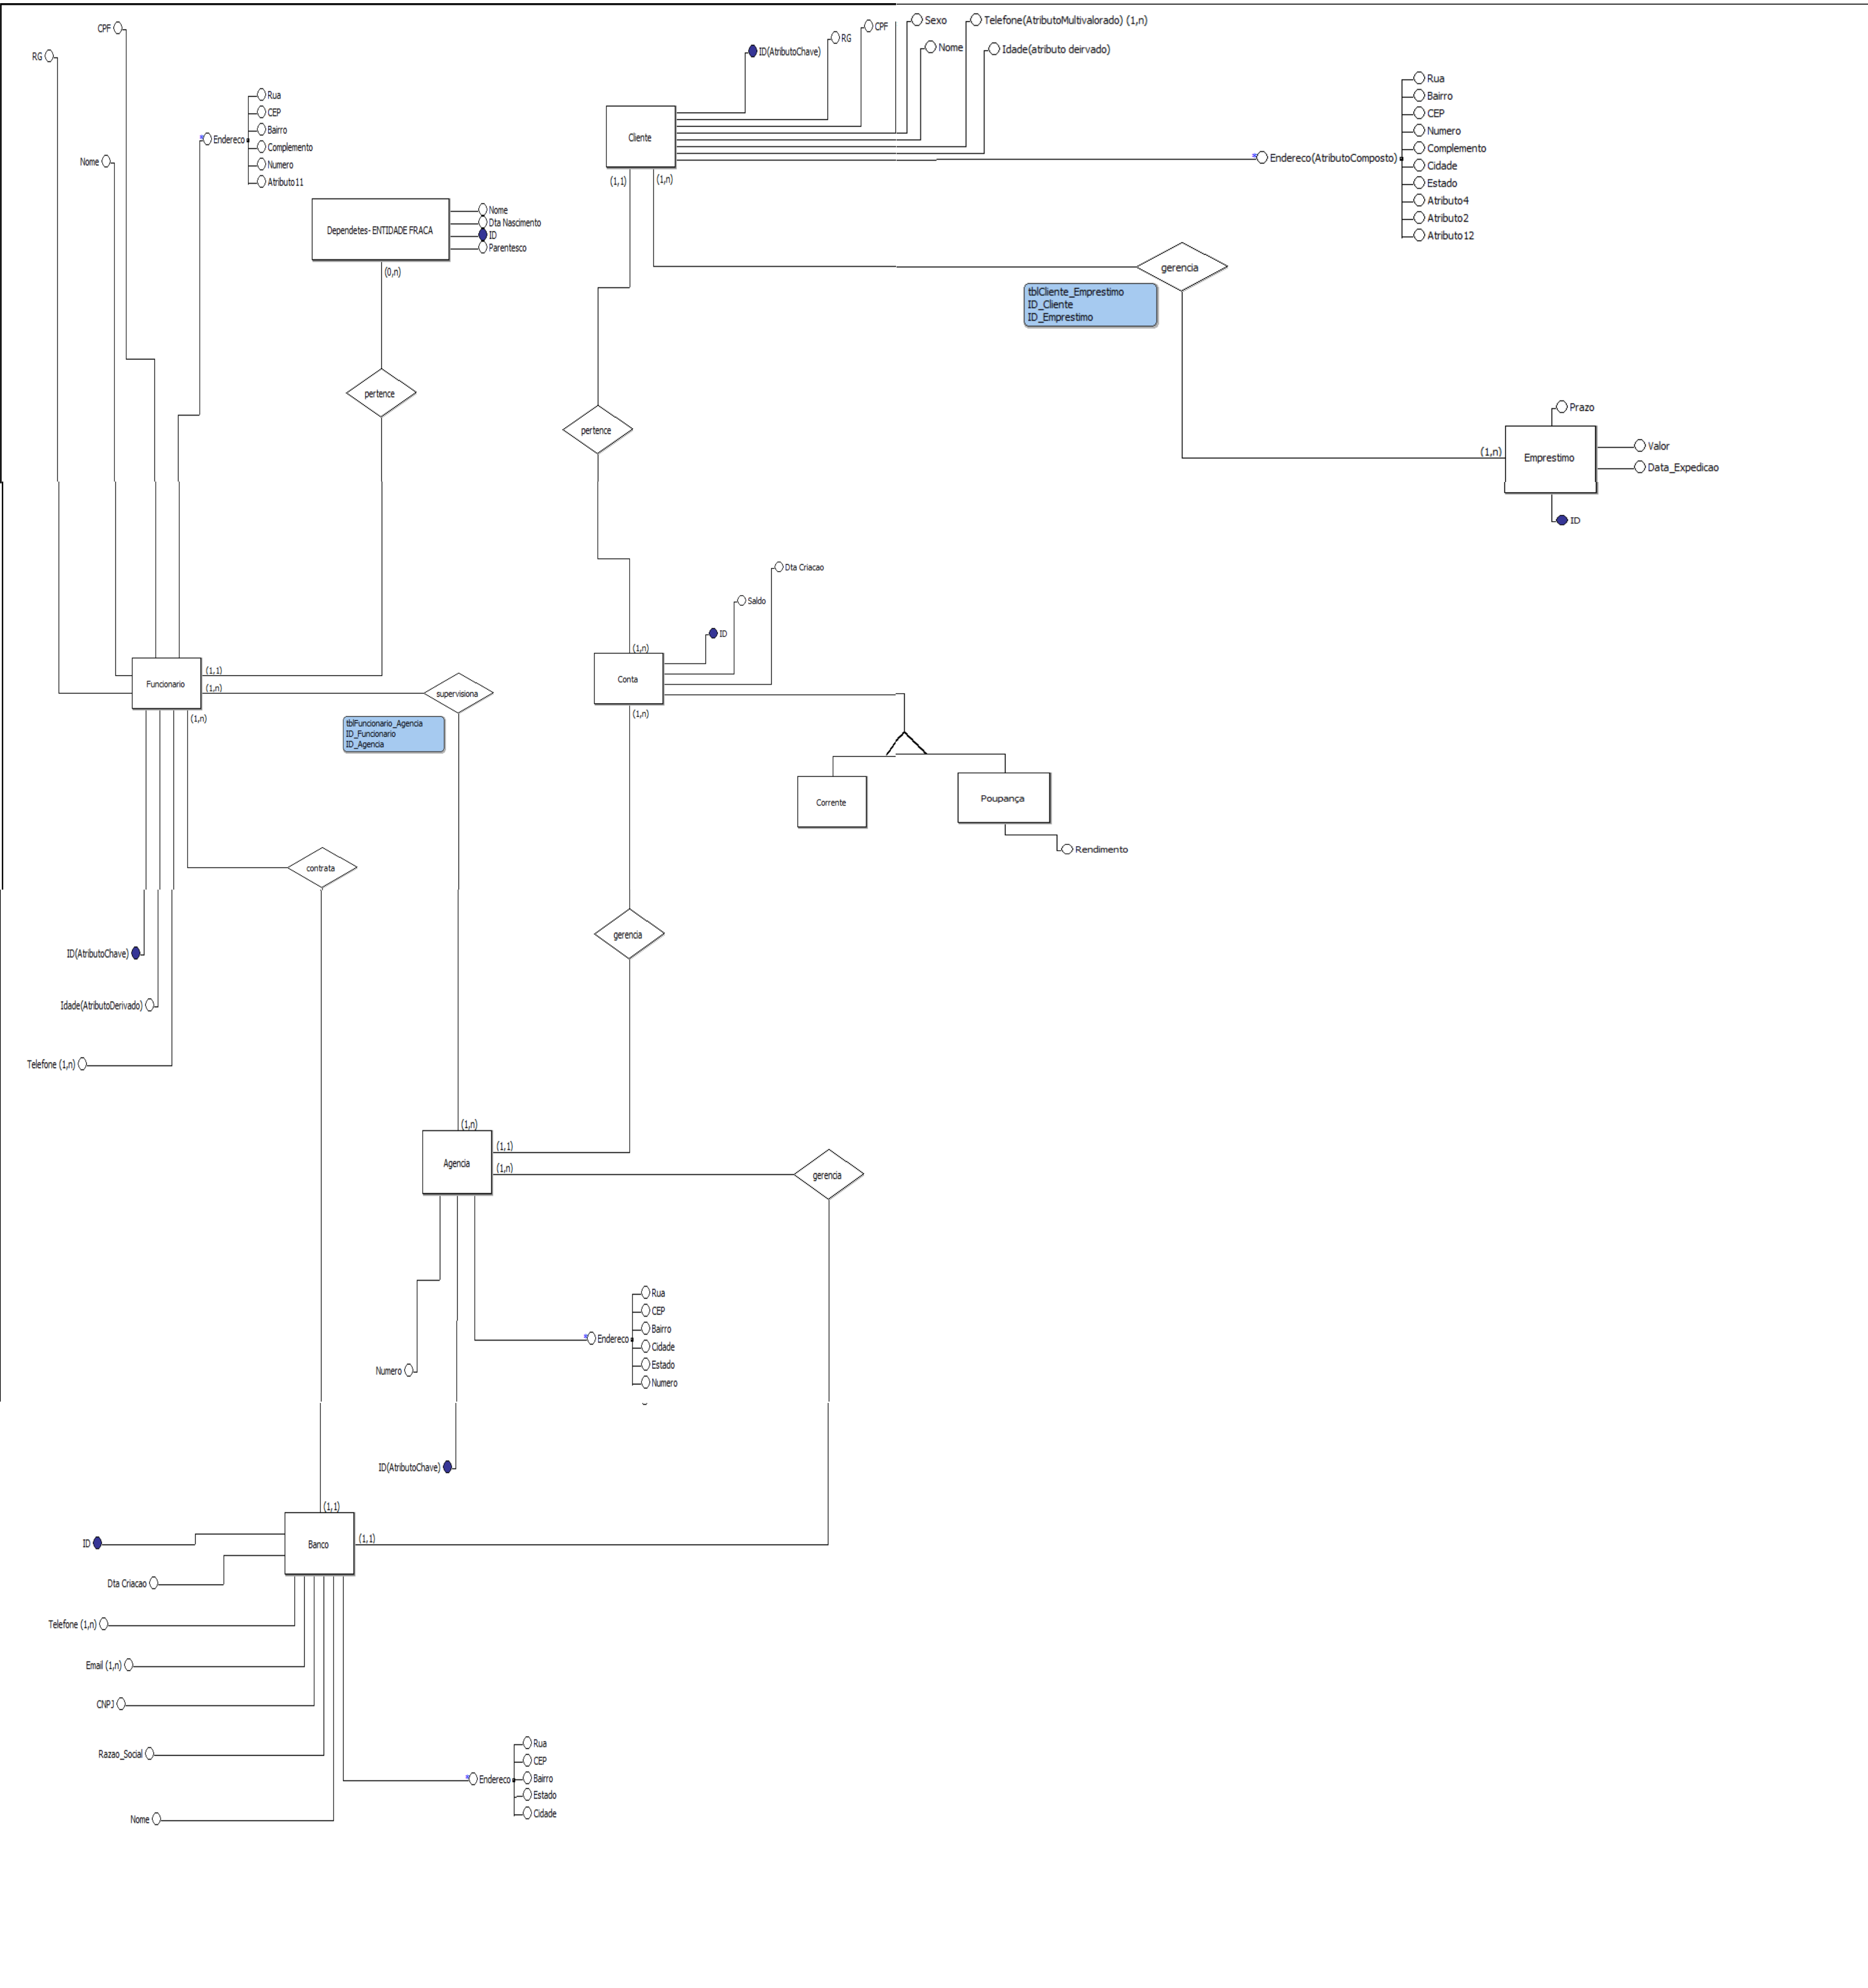 CPF
RG
Nome
Endereco
Rua
CEP
Bairro
Complemento
Numero
Atributo11
Dependetes- ENTIDADE FRACA
Nome
Dta Nascimento
ID
Parentesco
(0,n)
pertence
ID(AtributoChave)
RG
CPF
Sexo
Nome
Telefone(AtributoMultivalorado) (1,n)
Idade(atributo deirvado)
Cliente
(1,1)
(1,n)
Endereco(AtributoComposto)
Rua
Bairro
CEP
Numero
Complemento
Cidade
Estado
Atributo4
Atributo2
Atributo12
gerencia
tblCliente_Emprestimo
ID_Cliente
ID_Emprestimo
pertence
Prazo
(1,n)
Emprestimo
Valor
Data_Expedicao
ID
Dta Criacao
Saldo
ID
(1,n)
Conta
(1,n)
Corrente
Poupança
Rendimento
Funcionario
(1,1)
(1,n)
(1,n)
supervisiona
tblFuncionario_Agencia
ID_Funcionario
ID_Agencia
contrata
gerencia
ID(AtributoChave)
Idade(AtributoDerivado)
Telefone (1,n)
(1,n)
Agencia
(1,1)
(1,n)
gerencia
Numero
Endereco
Rua
CEP
Bairro
Cidade
Estado
Numero
ID(AtributoChave)
(1,1)
Banco
(1,1)
ID
Dta Criacao
Telefone (1,n)
Email (1,n)
CNPJ
Razao_Social
Nome
Endereco
Rua
CEP
Bairro
Estado
Cidade